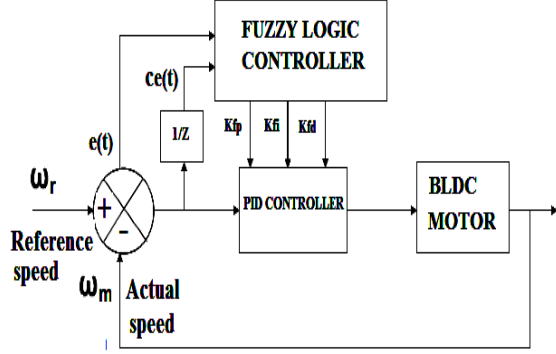 FUZZY LOGIC
CONTROLLER
ce(t)
e(t)
1/Z
Kfp Kfi Kfd
ωr
+
−
PID CONTROLLER
BLDC
MOTOR
Reference
speed
ωm
Actual
speed